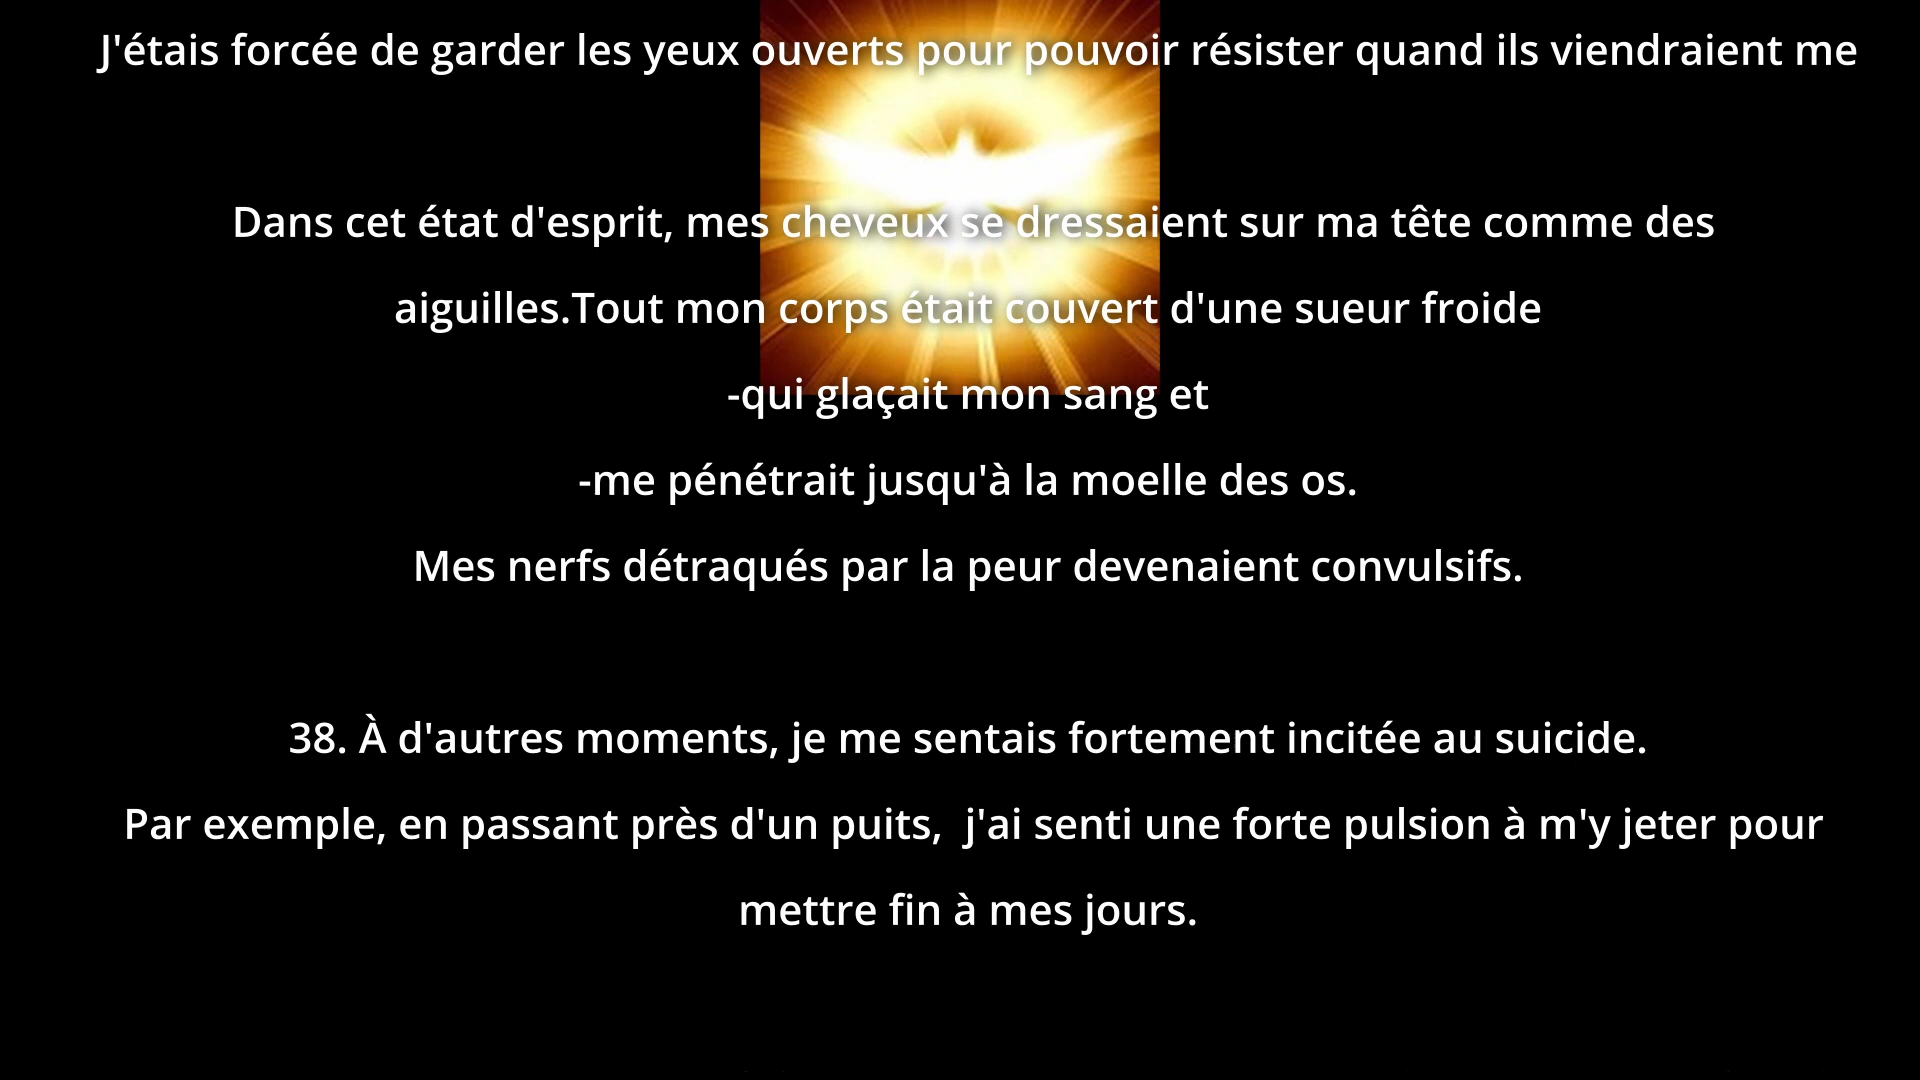 J'étais forcée de garder les yeux ouverts pour pouvoir résister quand ils viendraient me
Dans cet état d'esprit, mes cheveux se dressaient sur ma tête comme des
aiguilles.Tout mon corps était couvert d'une sueur froide
-qui glaçait mon sang et
-me pénétrait jusqu'à la moelle des os.
Mes nerfs détraqués par la peur devenaient convulsifs.
38. À d'autres moments, je me sentais fortement incitée au suicide.
Par exemple, en passant près d'un puits,  j'ai senti une forte pulsion à m'y jeter pour
mettre fin à mes jours.